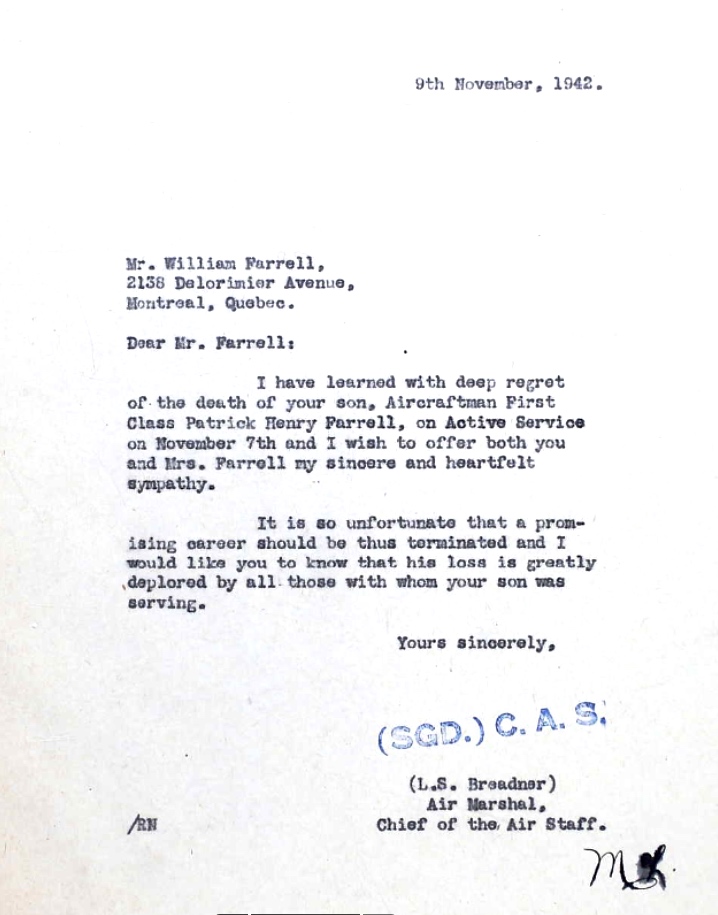 9th November, 1942.
Mr. William Farrell,
2138 Delorimier Avenue,
Montreal, Quebec.
Dear Mr. Farrell:
I have learned with deep regret
of the death of your son, Aircraftman First
Class Patrick Henry Farrell, on Active Service
on November 7th and I wish to offer both you
and Mrs. Farrell my sincere and heartfelt
sympathy.
It is so unfortunate that a prom-
ising career should be thus terminated and I
would like you to know that his loss is greatly
deplored by all those with whom your son was
serving.
Yours sincerely,
(SGD.) C. A. S.
(L.S. Breadner)
Air Marshal,
/RN Chief of the Air Staff.